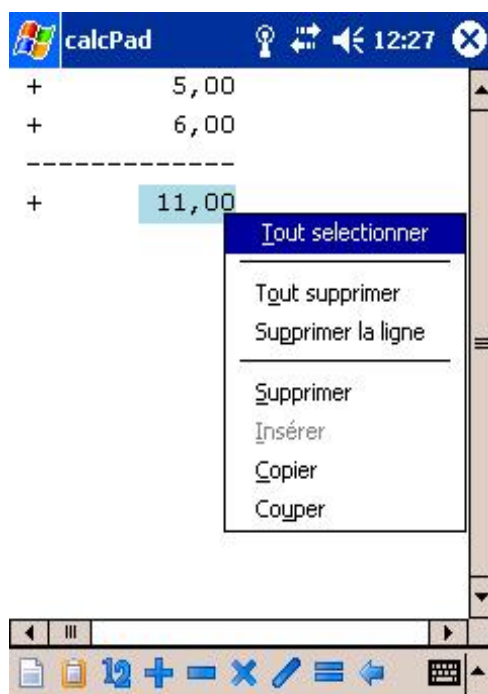 calcPad 12:27
+ 5,00
+ 6,00
-------------
+ 11,00
Tout selectionner
Tout supprimer
Supprimer la ligne
Supprimer
Insérer
Copier
Couper
12